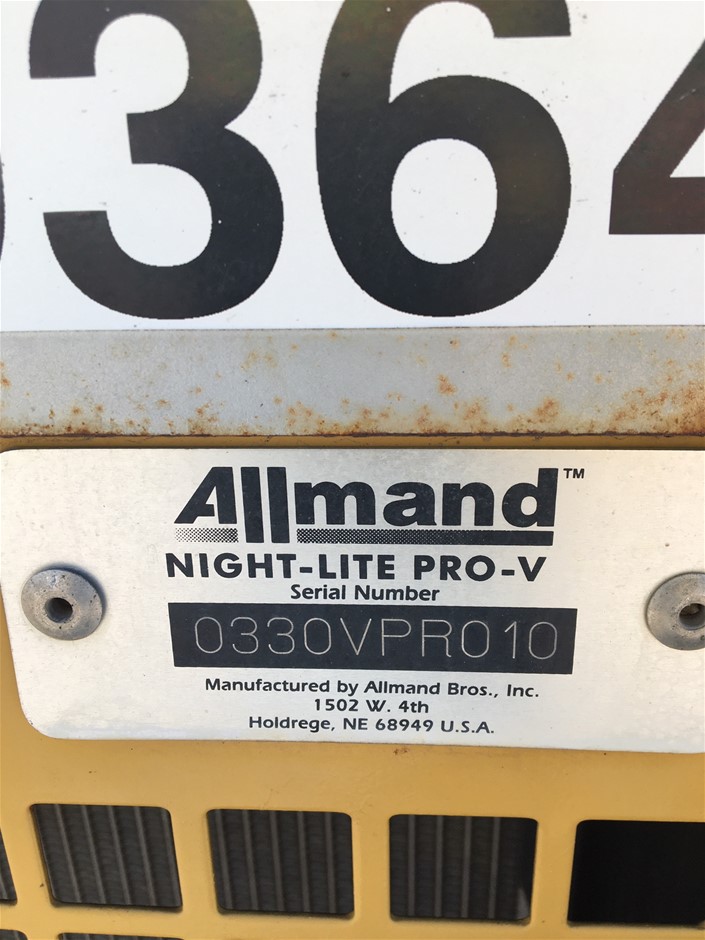 364
Allmand™
NIGHT-LITE PRO-V
Serial Number
0330VPR010
Manufactured by Allmand Bros., Inc.
1502 W. 4th
Holdrege, NE 68949 U.S.A.